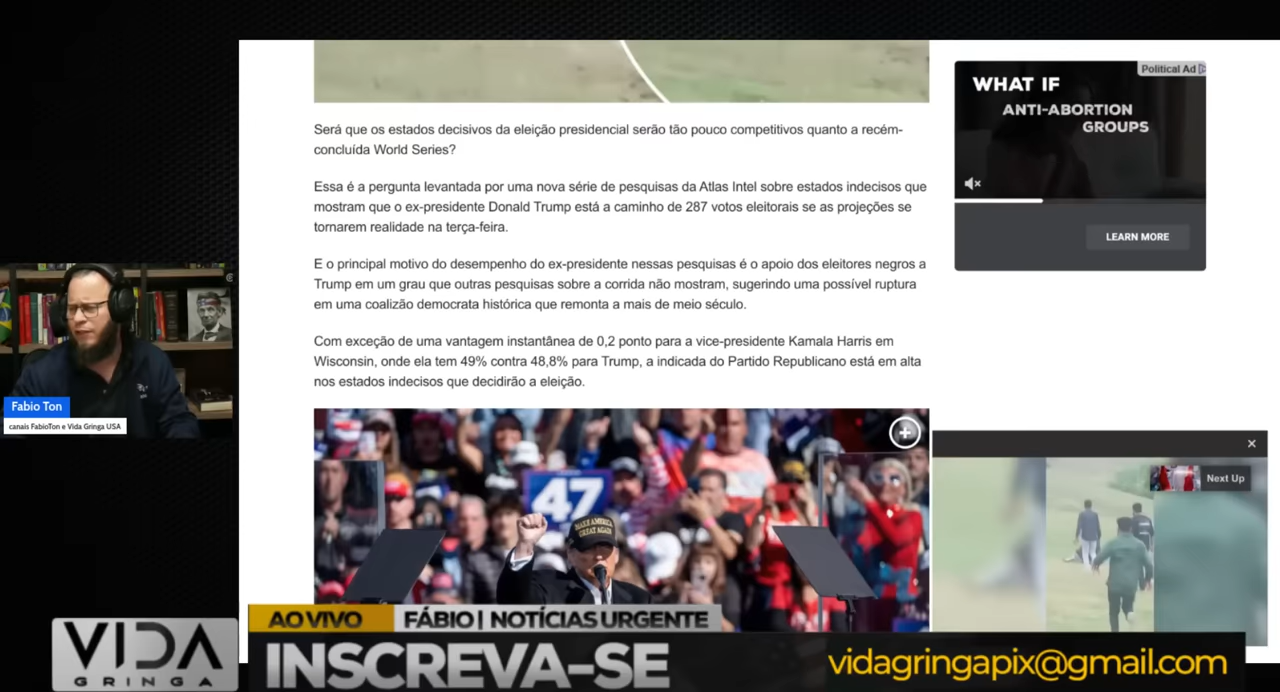 Será que os estados decisivos da eleição presidencial serão tão pouco competitivos quanto a recém-
concluída World Series?
Essa é a pergunta levantada por uma nova série de pesquisas da Atlas Intel sobre estados indecisos que
mostram que o ex-presidente Donald Trump está a caminho de 287 votos eleitorais se as projeções se
tornarem realidade na terça-feira.
E o principal motivo do desempenho do ex-presidente nessas pesquisas é o apoio dos eleitores negros a
Trump em um grau que outras pesquisas sobre a corrida não mostram, sugerindo uma possível ruptura
em uma coalizão democrata histórica que remonta a mais de meio século.
Com exceção de uma vantagem instantânea de 0,2 ponto para a vice-presidente Kamala Harris em
Wisconsin, onde ela tem 49% contra 48,8% para Trump, a indicada do Partido Republicano está em alta
nos estados indecisos que decidirão a eleição.
Political Ad
WHAT IF
ANTI-ABORTION
GROUPS
LEARN MORE
Next Up
47
MAKE AMERICA
GREAT AGAIN
Fabio Ton
canais FabioTon e Vida Gringa USA
VIDA
GRINGA
AO VIVO
FÁBIO | NOTÍCIAS URGENTE
INSCREVA-SE
vidagringapix@gmail.com